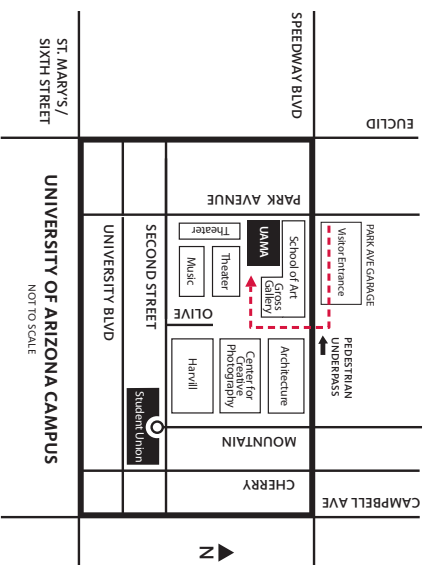 EUCLID
ST. MARY'S /
SIXTH STREET
SPEEDWAY BLVD
PARK AVENUE
PARK AVE GARAGE
Visitor Entrance
PEDESTRIAN
UNDERPASS
School of Art
Gross
Gallery
UAMA
Theater
Theater
Music
OLIVE
Architecture
Center for
Creative
Photography
Harvill
SECOND STREET
UNIVERSITY BLVD
Student Union
MOUNTAIN
CHERRY
CAMPBELL AVE
N
UNIVERSITY OF ARIZONA CAMPUS
NOT TO SCALE